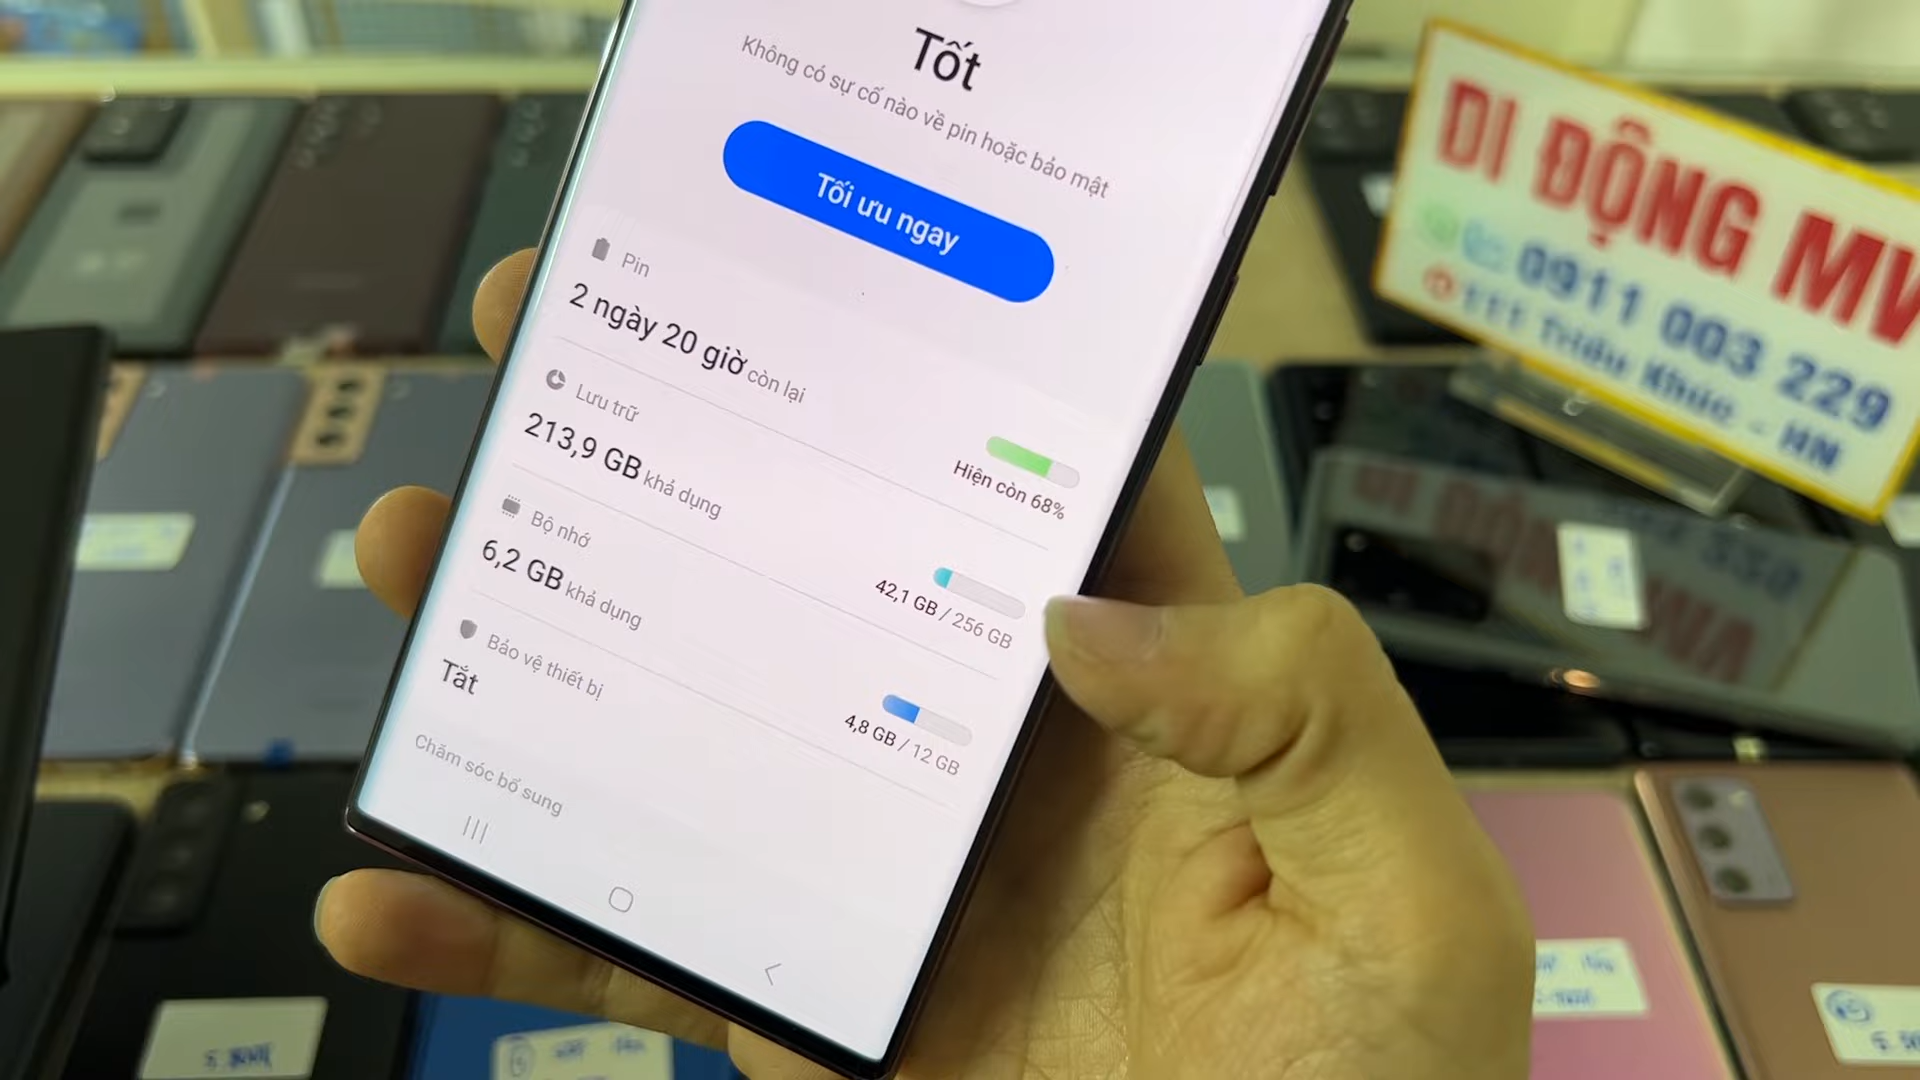 Tốt
Không có sự cố nào về pin hoặc bảo mật
Tối ưu ngay
Pin
2 ngày 20 giờ còn lại
Hiện còn 68%
Lưu trữ
213,9 GB khả dụng
42,1 GB / 256 GB
Bộ nhớ
6,2 GB khả dụng
4,8 GB / 12 GB
Bảo vệ thiết bị
Tắt
Chăm sóc bổ sung
DI ĐỘNG MV
0911 003 229
111 Triều Khúc - HN